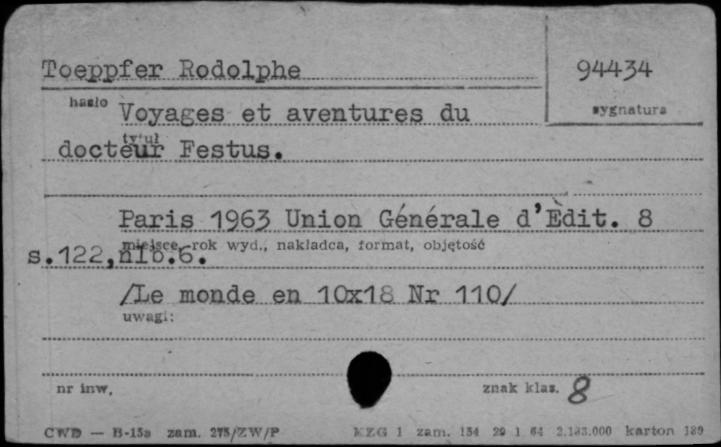 Toeppfer Rodolphe 94434
hasło sygnatura
Voyages et aventures du
tytuł
docteur Festus.
Paris 1963 Union Générale d'Edit. 8
miejsce, rok wyd., nakładca, format, objętość
s.122,nlb.6.
/Le monde en 10x18 Nr 110/
uwagi:
nr inw. znak klas. 8
CWD — B-15a zam. 275/ZW/P KZG 1 zam. 154 29 1 64 2.133.000 karton 189